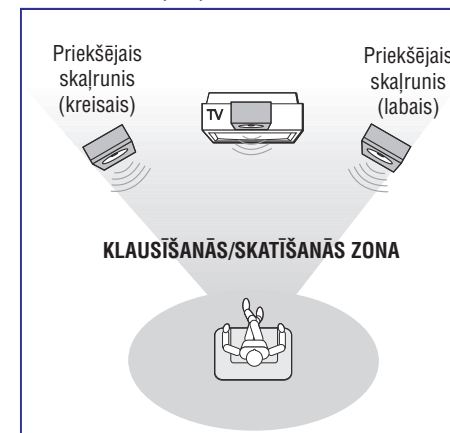 Priekšējais
skaļrunis
(kreisais)
Priekšējais
skaļrunis
(labais)
TV
KLAUSĪŠANĀS/SKATĪŠANĀS ZONA